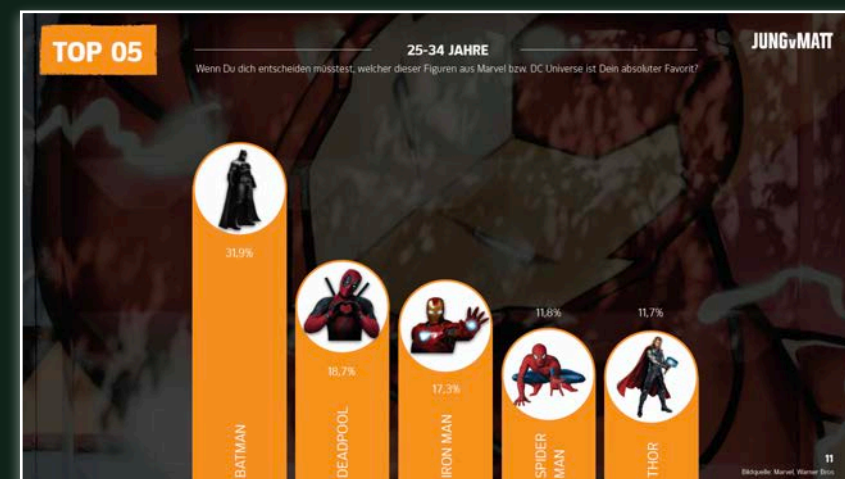 TOP 05
25-34 JAHRE
JUNGvMATT
Wenn Du dich entscheiden müsstest, welcher dieser Figuren aus Marvel bzw. DC Universe ist Dein absoluter Favorit?
31,9%
18,7%
17,3%
11,8%
11,7%
BATMAN
DEADPOOL
IRON MAN
SPIDER
MAN
THOR
11
Bildquelle: Marvel, Warner Bros